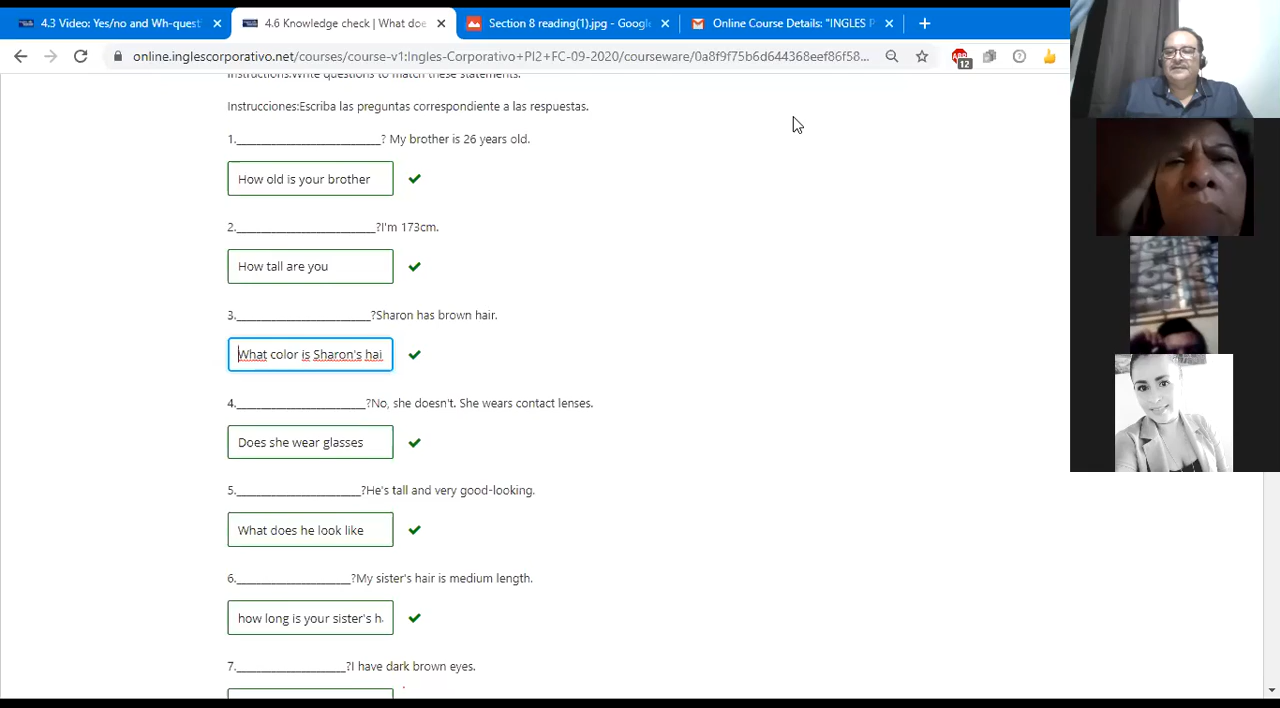 4.3 Video: Yes/no and Wh-quest
4.6 Knowledge check | What doe
Section 8 reading(1).jpg - Googl
Online Course Details: "INGLES P
online.inglescorporativo.net/courses/course-v1:Ingles-Coporativo+PI2+FC-09-2020/courseware/0a8f9f75b6d644368eef86f58...
12
Instructions:Write questions to match these statements.
Instrucciones:Escriba las preguntas correspondiente a las respuestas.
1.______________________? My brother is 26 years old.
How old is your brother
2.______________________?I'm 173cm.
How tall are you
3._____________________?Sharon has brown hair.
What color is Sharon's hai
4.____________________?No, she doesn't. She wears contact lenses.
Does she wear glasses
5.___________________?He's tall and very good-looking.
What does he look like
6.__________________?My sister's hair is medium length.
how long is your sister's h
7._________________?I have dark brown eyes.